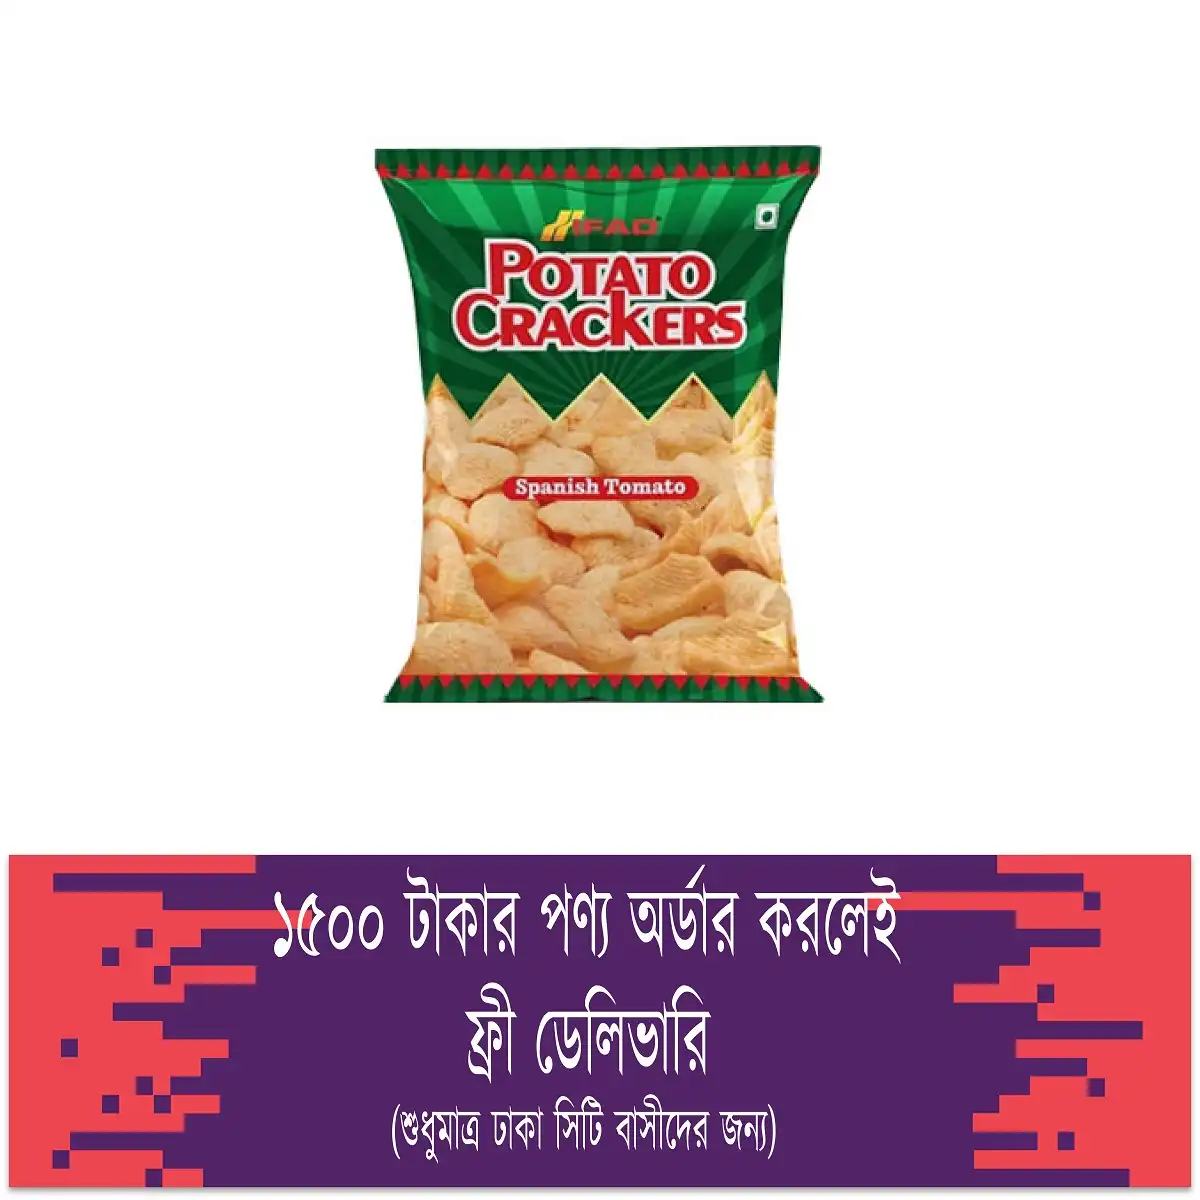 IFAD
POTATO
CRACKERS
Spanish Tomato
১৫০০ টাকার পণ্য অর্ডার করলেই
ফ্রী ডেলিভারি
(শুধুমাত্র ঢাকা সিটি বাসীদের জন্য)